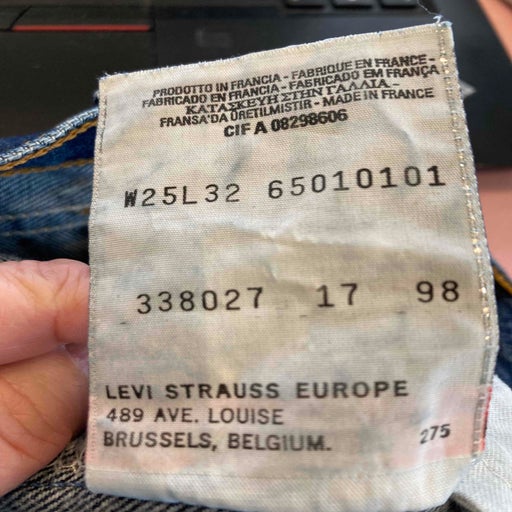 PRODOTTO IN FRANCIA - FABRIQUE EN FRANCE -
FABRICADO EN FRANCIA - FABRICADO EM FRANÇA
ΚΑΤΑΣΚΕΥΗ ΣΤΗΝ ΓΑΛΛΙΑ -
FRANSA'DA ÜRETILMISTIR - MADE IN FRANCE
CIF A 08298606
W25L32 65010101
338027 17 98
LEVI STRAUSS EUROPE
489 AVE. LOUISE
BRUSSELS, BELGIUM. 275